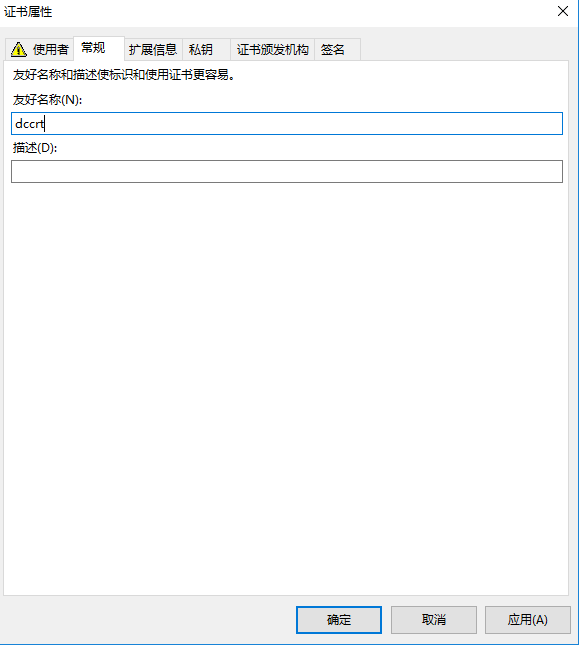 证书属性
使用者 常规 扩展信息 私钥 证书颁发机构 签名
友好名称和描述使标识和使用证书更容易。
友好名称(N):
dccrt
描述(D):
确定 取消 应用(A)